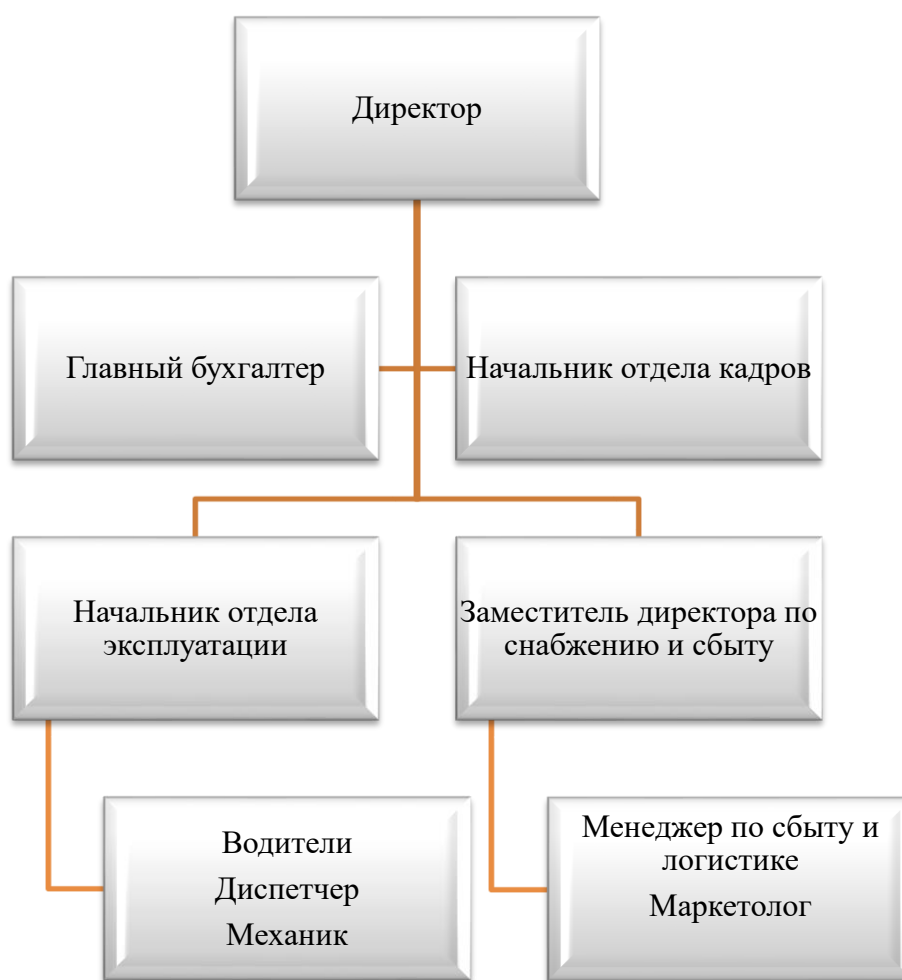 Директор
Главный бухгалтер
Начальник отдела кадров
Начальник отдела
эксплуатации
Заместитель директора по
снабжению и сбыту
Водители
Диспетчер
Механик
Менеджер по сбыту и
логистике
Маркетолог